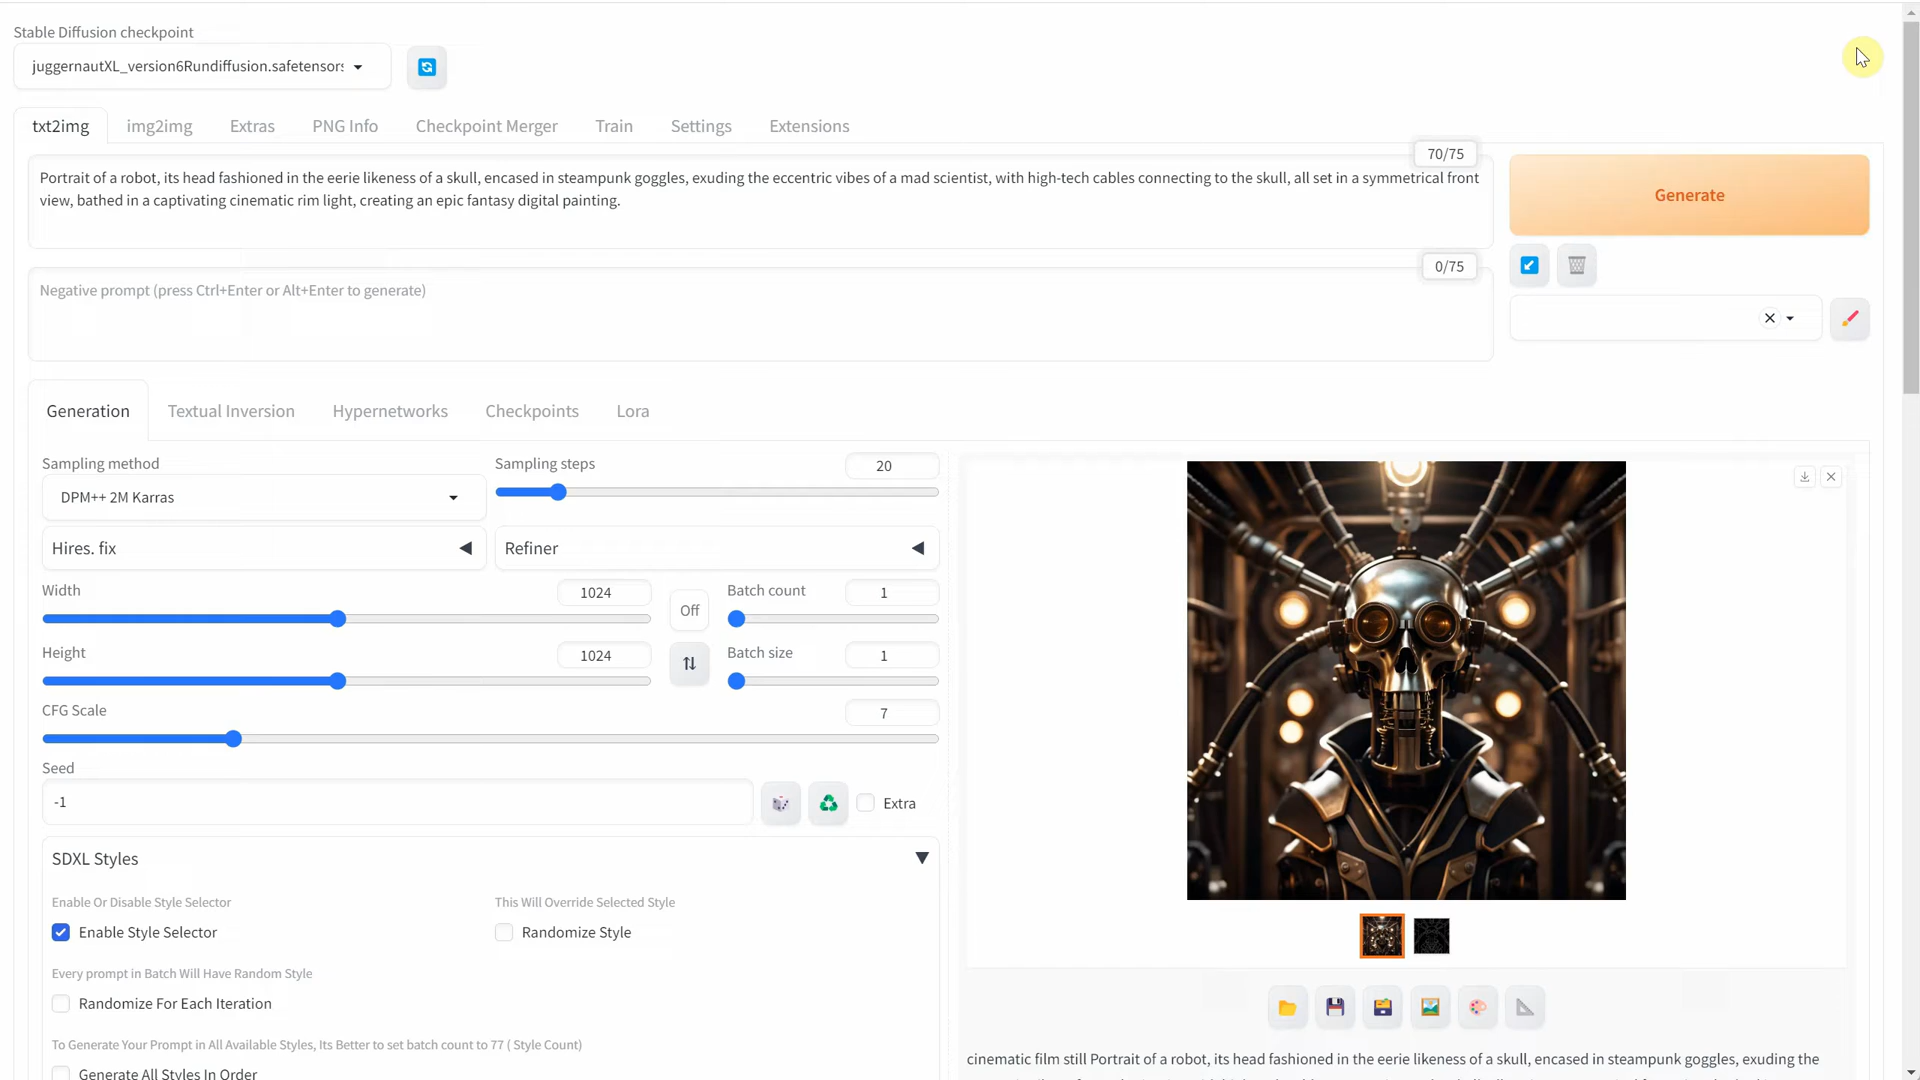 Stable Diffusion checkpoint
juggernautXL_version6Rundiffusion.safetensors
txt2img
img2img
Extras
PNG Info
Checkpoint Merger
Train
Settings
Extensions
70/75
Portrait of a robot, its head fashioned in the eerie likeness of a skull, encased in steampunk goggles, exuding the eccentric vibes of a mad scientist, with high-tech cables connecting to the skull, all set in a symmetrical front
view, bathed in a captivating cinematic rim light, creating an epic fantasy digital painting.
Generate
0/75
Negative prompt (press Ctrl+Enter or Alt+Enter to generate)
Generation
Textual Inversion
Hypernetworks
Checkpoints
Lora
Sampling method
DPM++ 2M Karras
Sampling steps
20
Hires. fix
Refiner
Width
1024
Off
Batch count
1
Height
1024
Batch size
1
CFG Scale
7
Seed
-1
Extra
SDXL Styles
Enable Or Disable Style Selector
This Will Override Selected Style
Enable Style Selector
Randomize Style
Every prompt in Batch Will Have Random Style
Randomize For Each Iteration
To Generate Your Prompt in All Available Styles, Its Better to set batch count to 77 ( Style Count)
Generate All Styles In Order
cinematic film still Portrait of a robot, its head fashioned in the eerie likeness of a skull, encased in steampunk goggles, exuding the